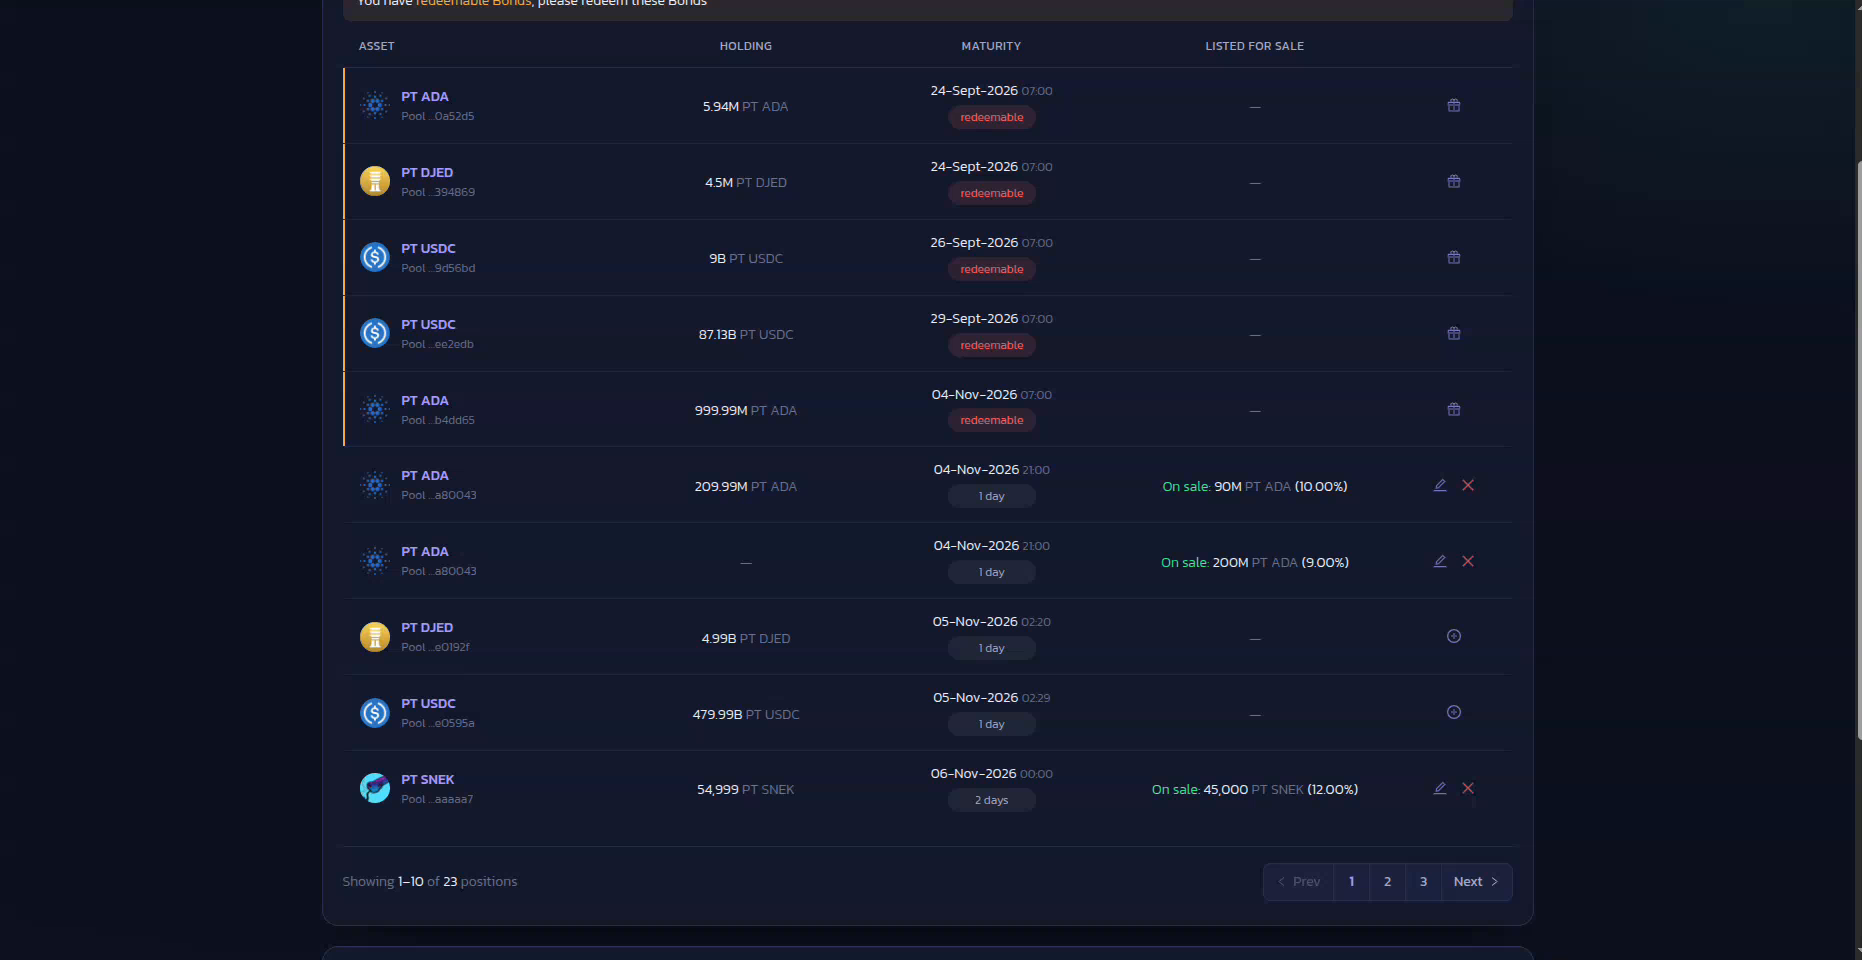 You have redeemable Bonds, please redeem these Bonds
ASSET HOLDING MATURITY LISTED FOR SALE
PT ADA
Pool ...0a52d5
5.94M PT ADA
24-Sept-2026 07:00
redeemable
—
PT DJED
Pool ...394869
4.5M PT DJED
24-Sept-2026 07:00
redeemable
—
PT USDC
Pool ...9d56bd
9B PT USDC
26-Sept-2026 07:00
redeemable
—
PT USDC
Pool ...ee2edb
87.13B PT USDC
29-Sept-2026 07:00
redeemable
—
PT ADA
Pool ...b4dd65
999.99M PT ADA
04-Nov-2026 07:00
redeemable
—
PT ADA
Pool ...a80043
209.99M PT ADA
04-Nov-2026 21:00
1 day
On sale: 90M PT ADA (10.00%)
PT ADA
Pool ...a80043
—
04-Nov-2026 21:00
1 day
On sale: 200M PT ADA (9.00%)
PT DJED
Pool ...e0192f
4.99B PT DJED
05-Nov-2026 02:20
1 day
—
PT USDC
Pool ...e0595a
479.99B PT USDC
05-Nov-2026 02:29
1 day
—
PT SNEK
Pool ...aaaaa7
54,999 PT SNEK
06-Nov-2026 00:00
2 days
On sale: 45,000 PT SNEK (12.00%)
Showing 1–10 of 23 positions
< Prev 1 2 3 Next >